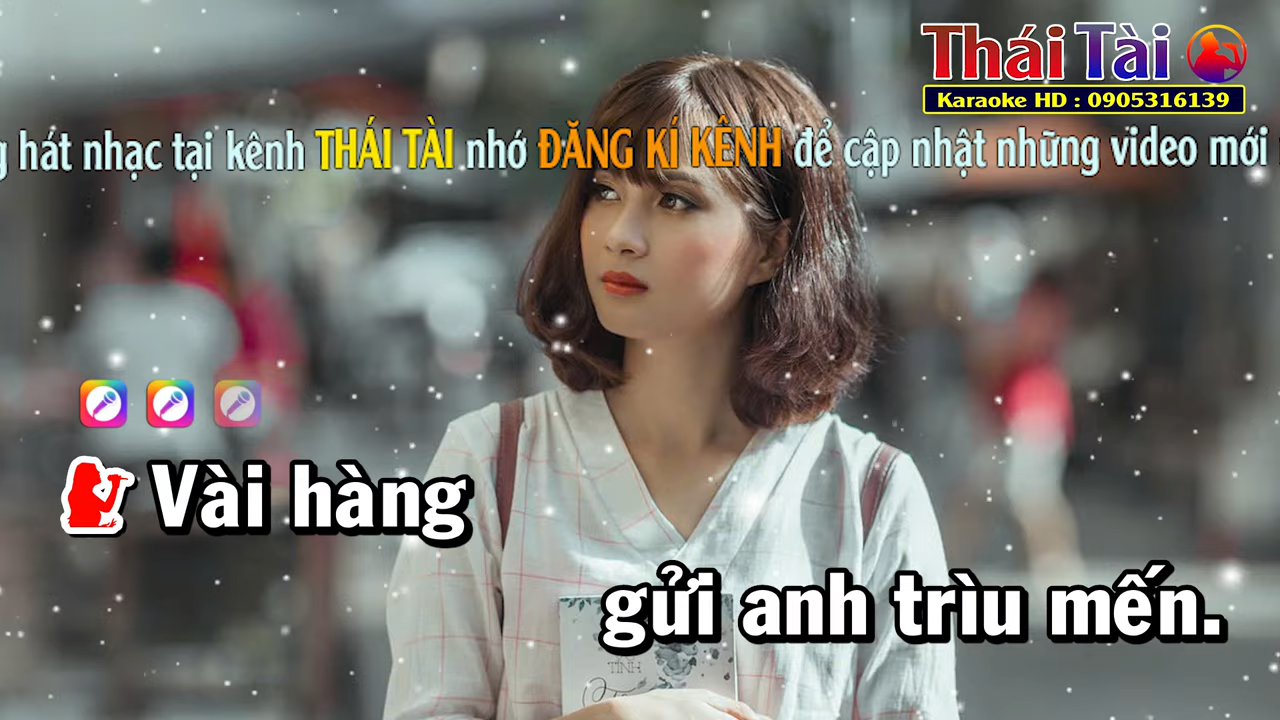 Thái Tài
Karaoke HD : 0905316139
hát nhạc tại kênh THÁI TÀI nhớ ĐĂNG KÍ KÊNH để cập nhật những video mới
Vài hàng
gửi anh trìu mến.
TÌNH